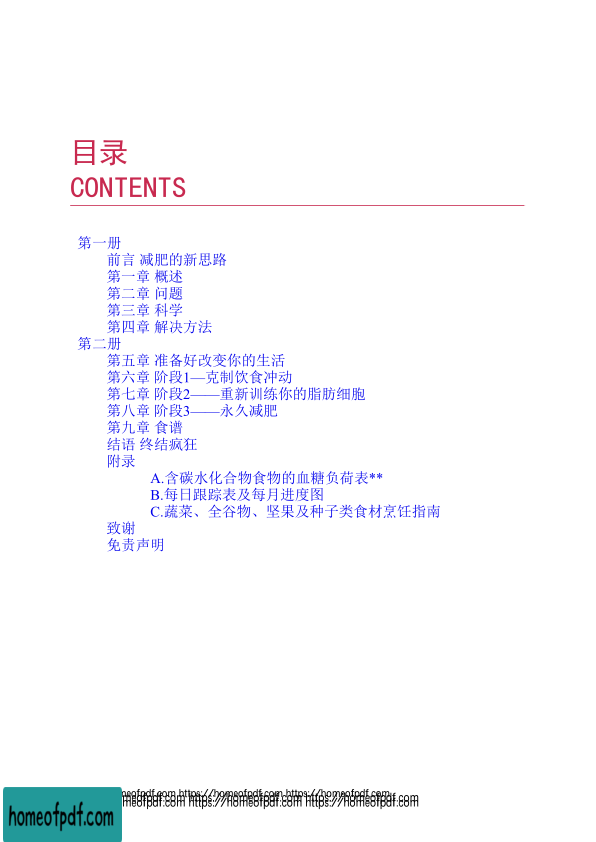 目录
CONTENTS
第一册
前言 减肥的新思路
第一章 概述
第二章 问题
第三章 科学
第四章 解决方法
第二册
第五章 准备好改变你的生活
第六章 阶段1—克制饮食冲动
第七章 阶段2——重新训练你的脂肪细胞
第八章 阶段3——永久减肥
第九章 食谱
结语 终结疯狂
附录
A.含碳水化合物食物的血糖负荷表**
B.每日跟踪表及每月进度图
C.蔬菜、全谷物、坚果及种子类食材烹饪指南
致谢
免责声明
meofpdf.com https://homeofpdf.com https://homeofpdf.com
meofpdf.com https://homeofpdf.com https://homeofpdf.com
homeofpdf.com